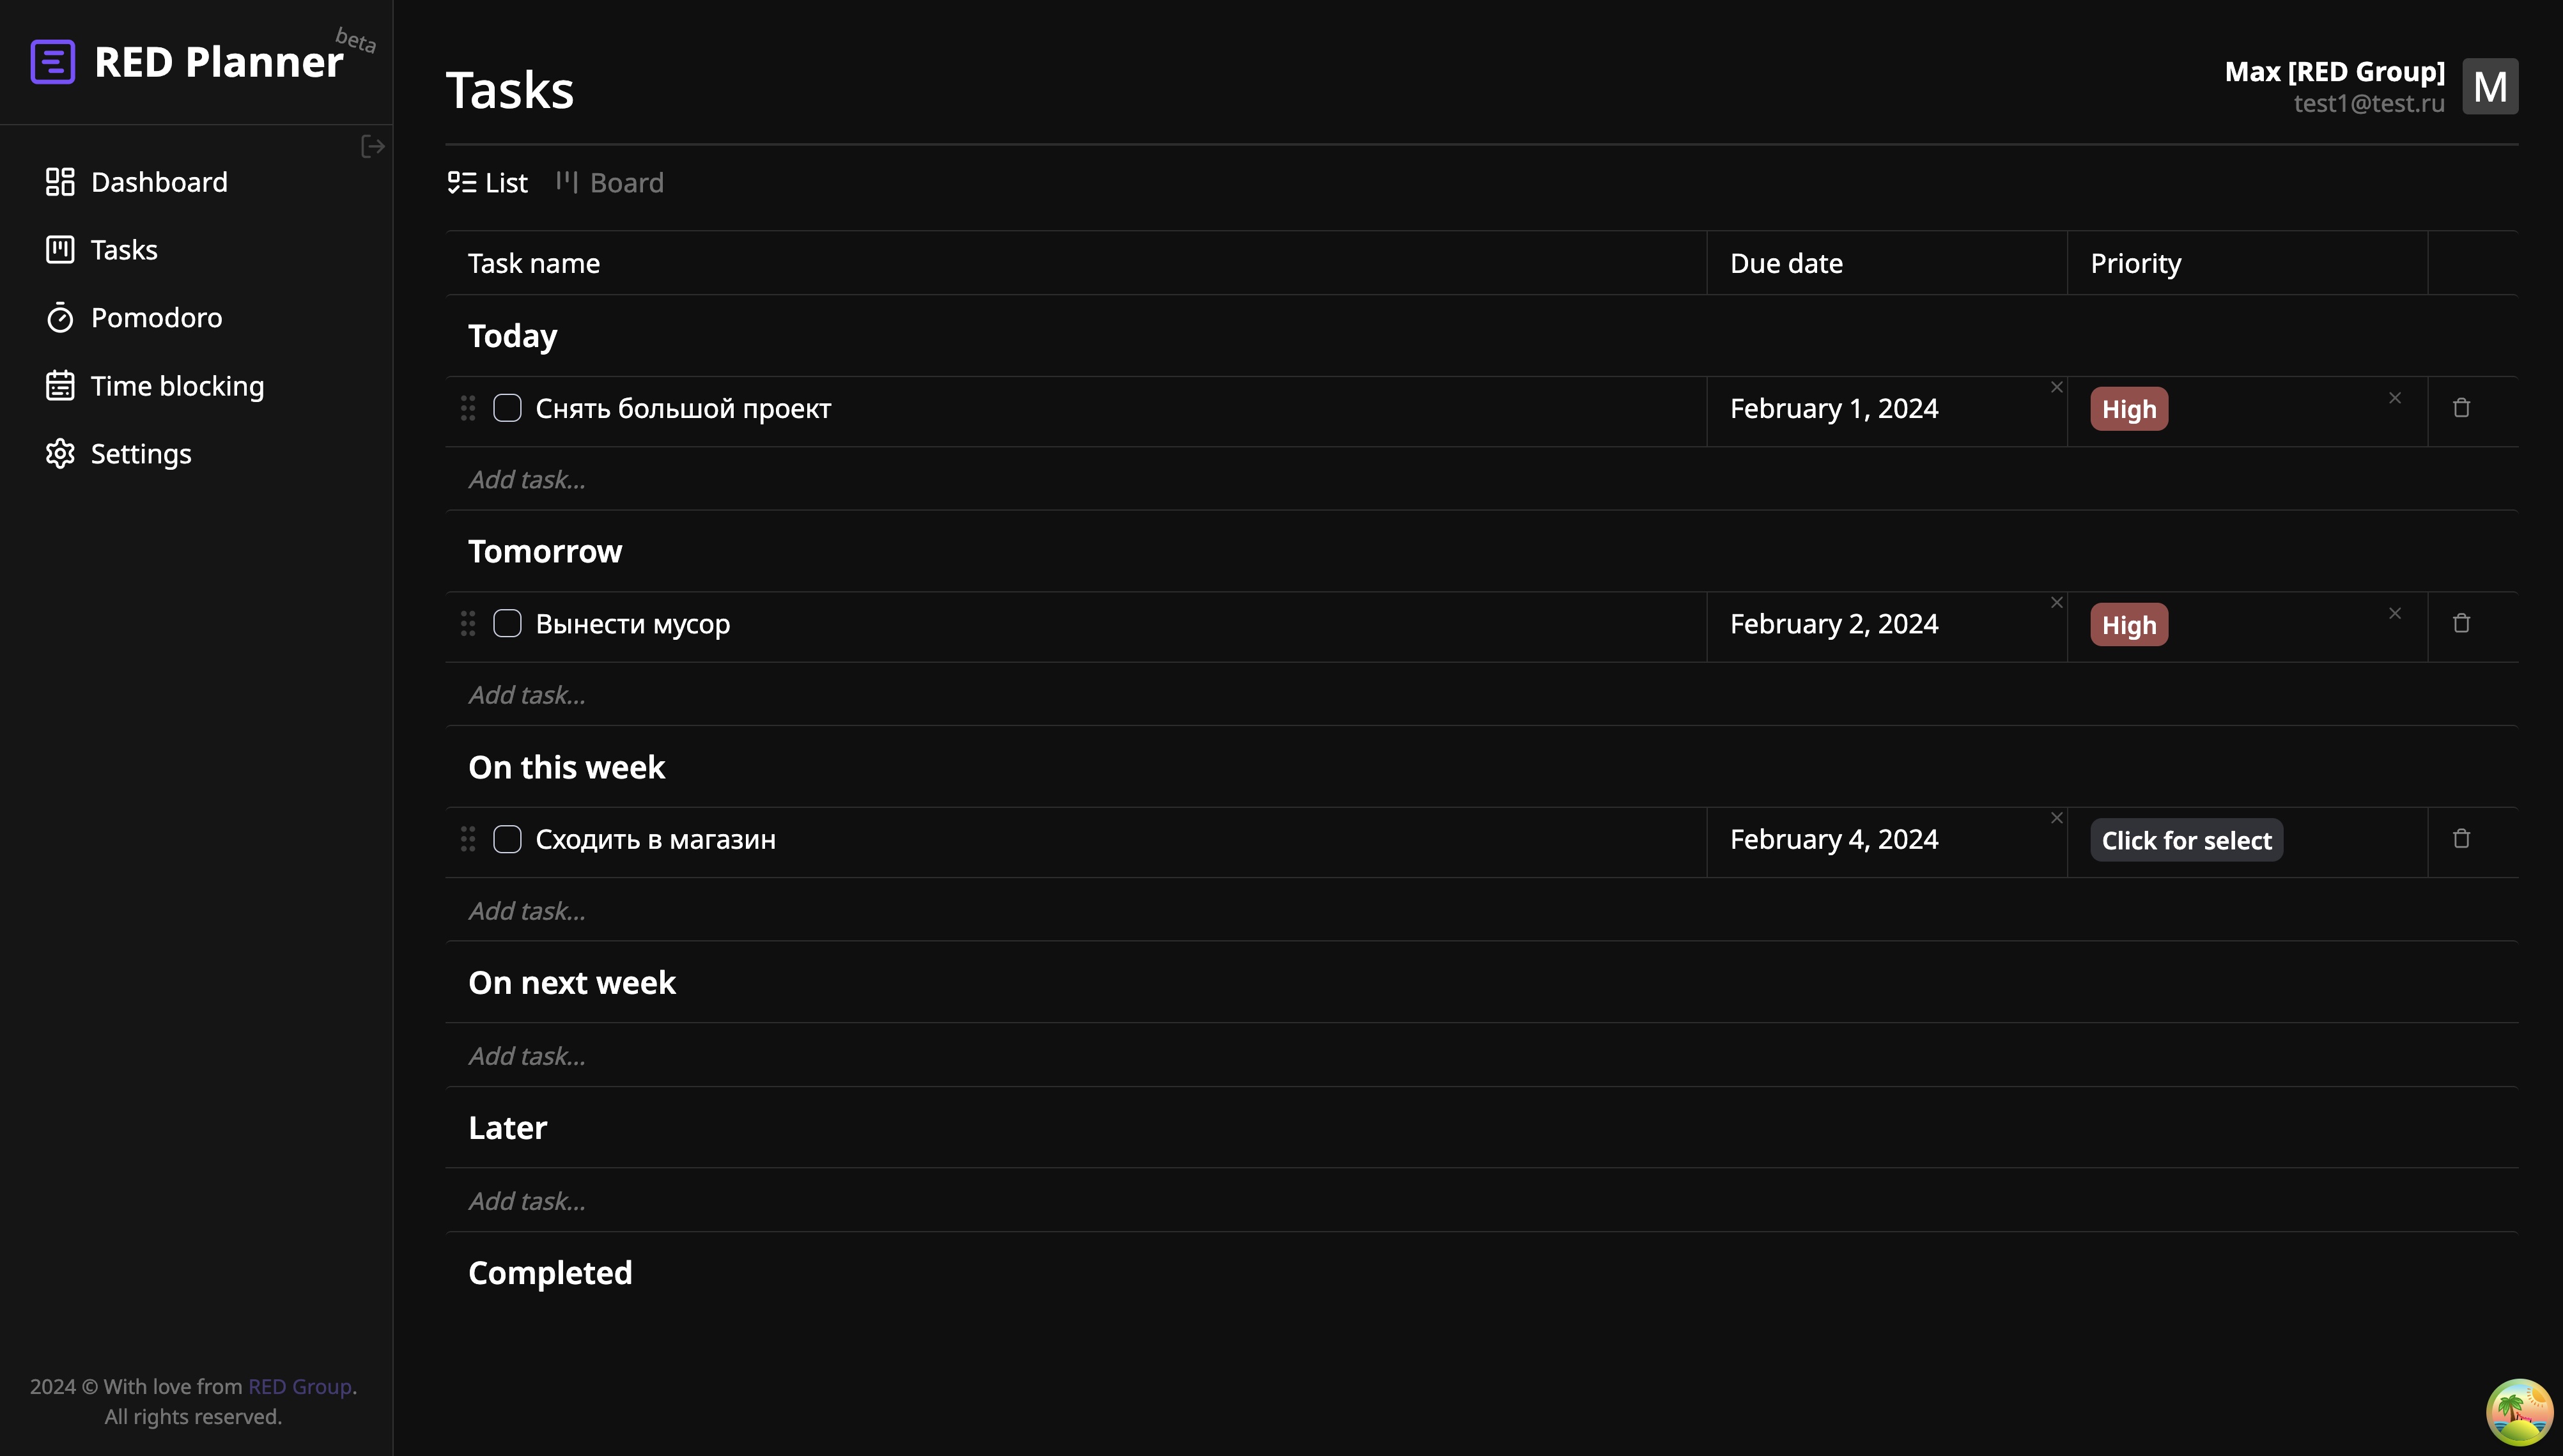 RED Planner beta
Dashboard
Tasks
Pomodoro
Time blocking
Settings
2024 © With love from RED Group.
All rights reserved.
Tasks
Max [RED Group]
test1@test.ru
M
List Board
Task name Due date Priority
Today
Снять большой проект February 1, 2024 High
Add task...
Tomorrow
Вынести мусор February 2, 2024 High
Add task...
On this week
Сходить в магазин February 4, 2024 Click for select
Add task...
On next week
Add task...
Later
Add task...
Completed